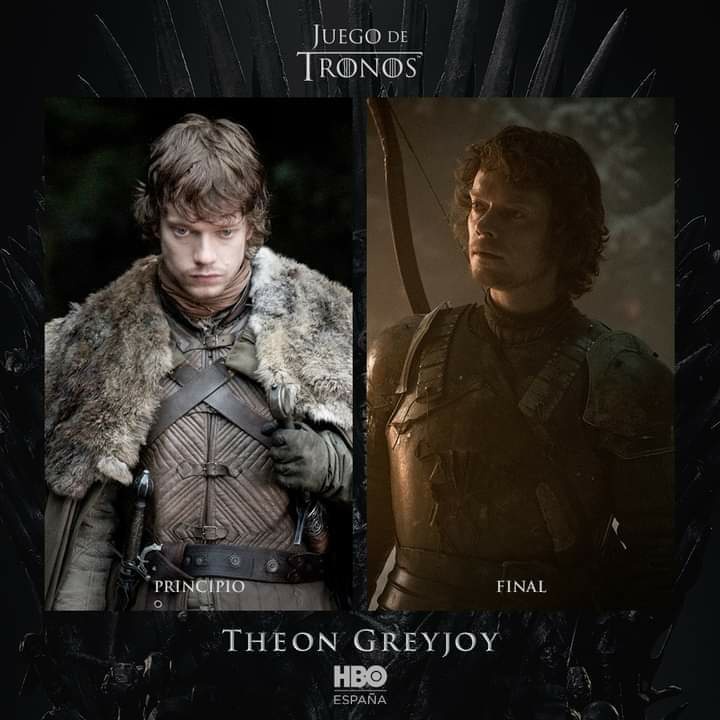 JUEGO DE
TRONOS
PRINCIPIO
FINAL
THEON GREYJOY
HBO
ESPAÑA